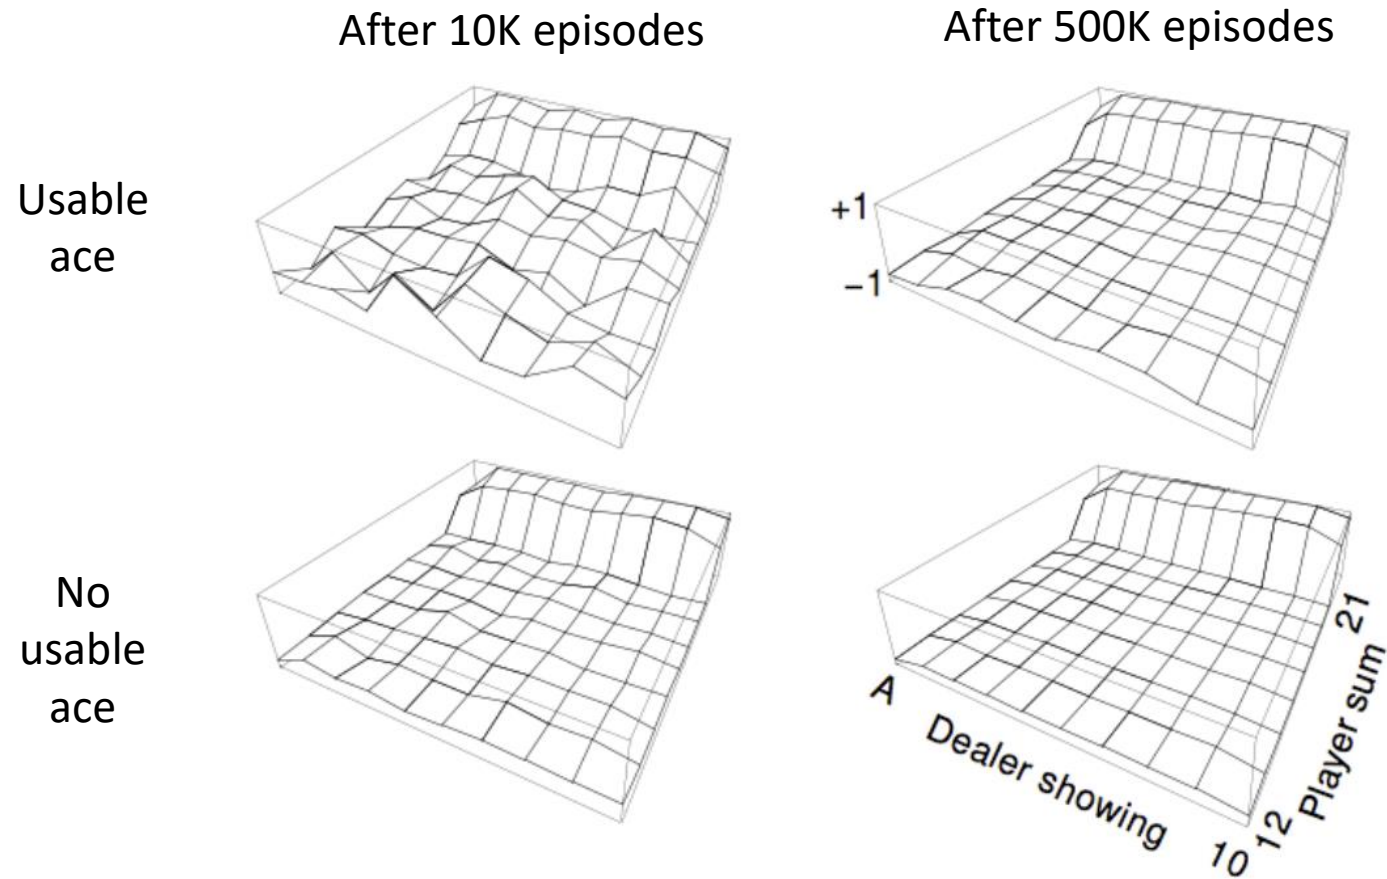 After 10K episodes
After 500K episodes
Usable
ace
+1
−1
No
usable
ace
A
Dealer showing
10
12
Player sum
21